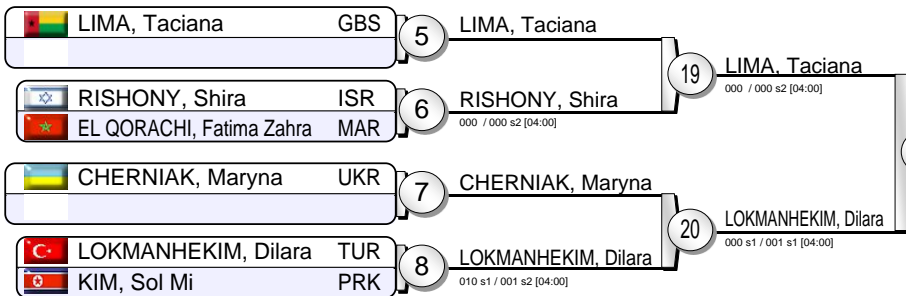 LIMA, Taciana GBS
5
LIMA, Taciana
RISHONY, Shira ISR
EL QORACHI, Fatima Zahra MAR
6
RISHONY, Shira
000 / 000 s2 [04:00]
19
LIMA, Taciana
000 / 000 s2 [04:00]
CHERNIAK, Maryna UKR
7
CHERNIAK, Maryna
LOKMANHEKIM, Dilara TUR
KIM, Sol Mi PRK
8
LOKMANHEKIM, Dilara
010 s1 / 001 s2 [04:00]
20
LOKMANHEKIM, Dilara
000 s1 / 001 s1 [04:00]